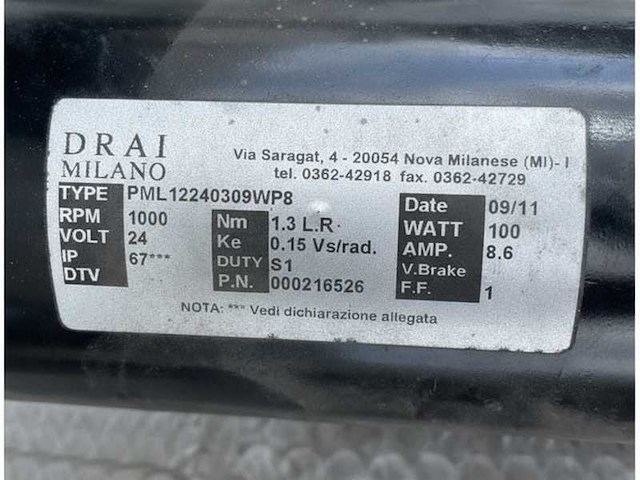 DRAI
MILANO
Via Saragat, 4 - 20054 Nova Milanese (MI)- I
tel. 0362-42918 fax. 0362-42729
TYPE PML12240309WP8
RPM 1000
VOLT 24
IP 67***
DTV
Nm 1.3 L.R.
Ke 0.15 Vs/rad.
DUTY S1
P.N. 000216526
Date 09/11
WATT 100
AMP. 8.6
V.Brake
F.F. 1
NOTA: *** Vedi dichiarazione allegata